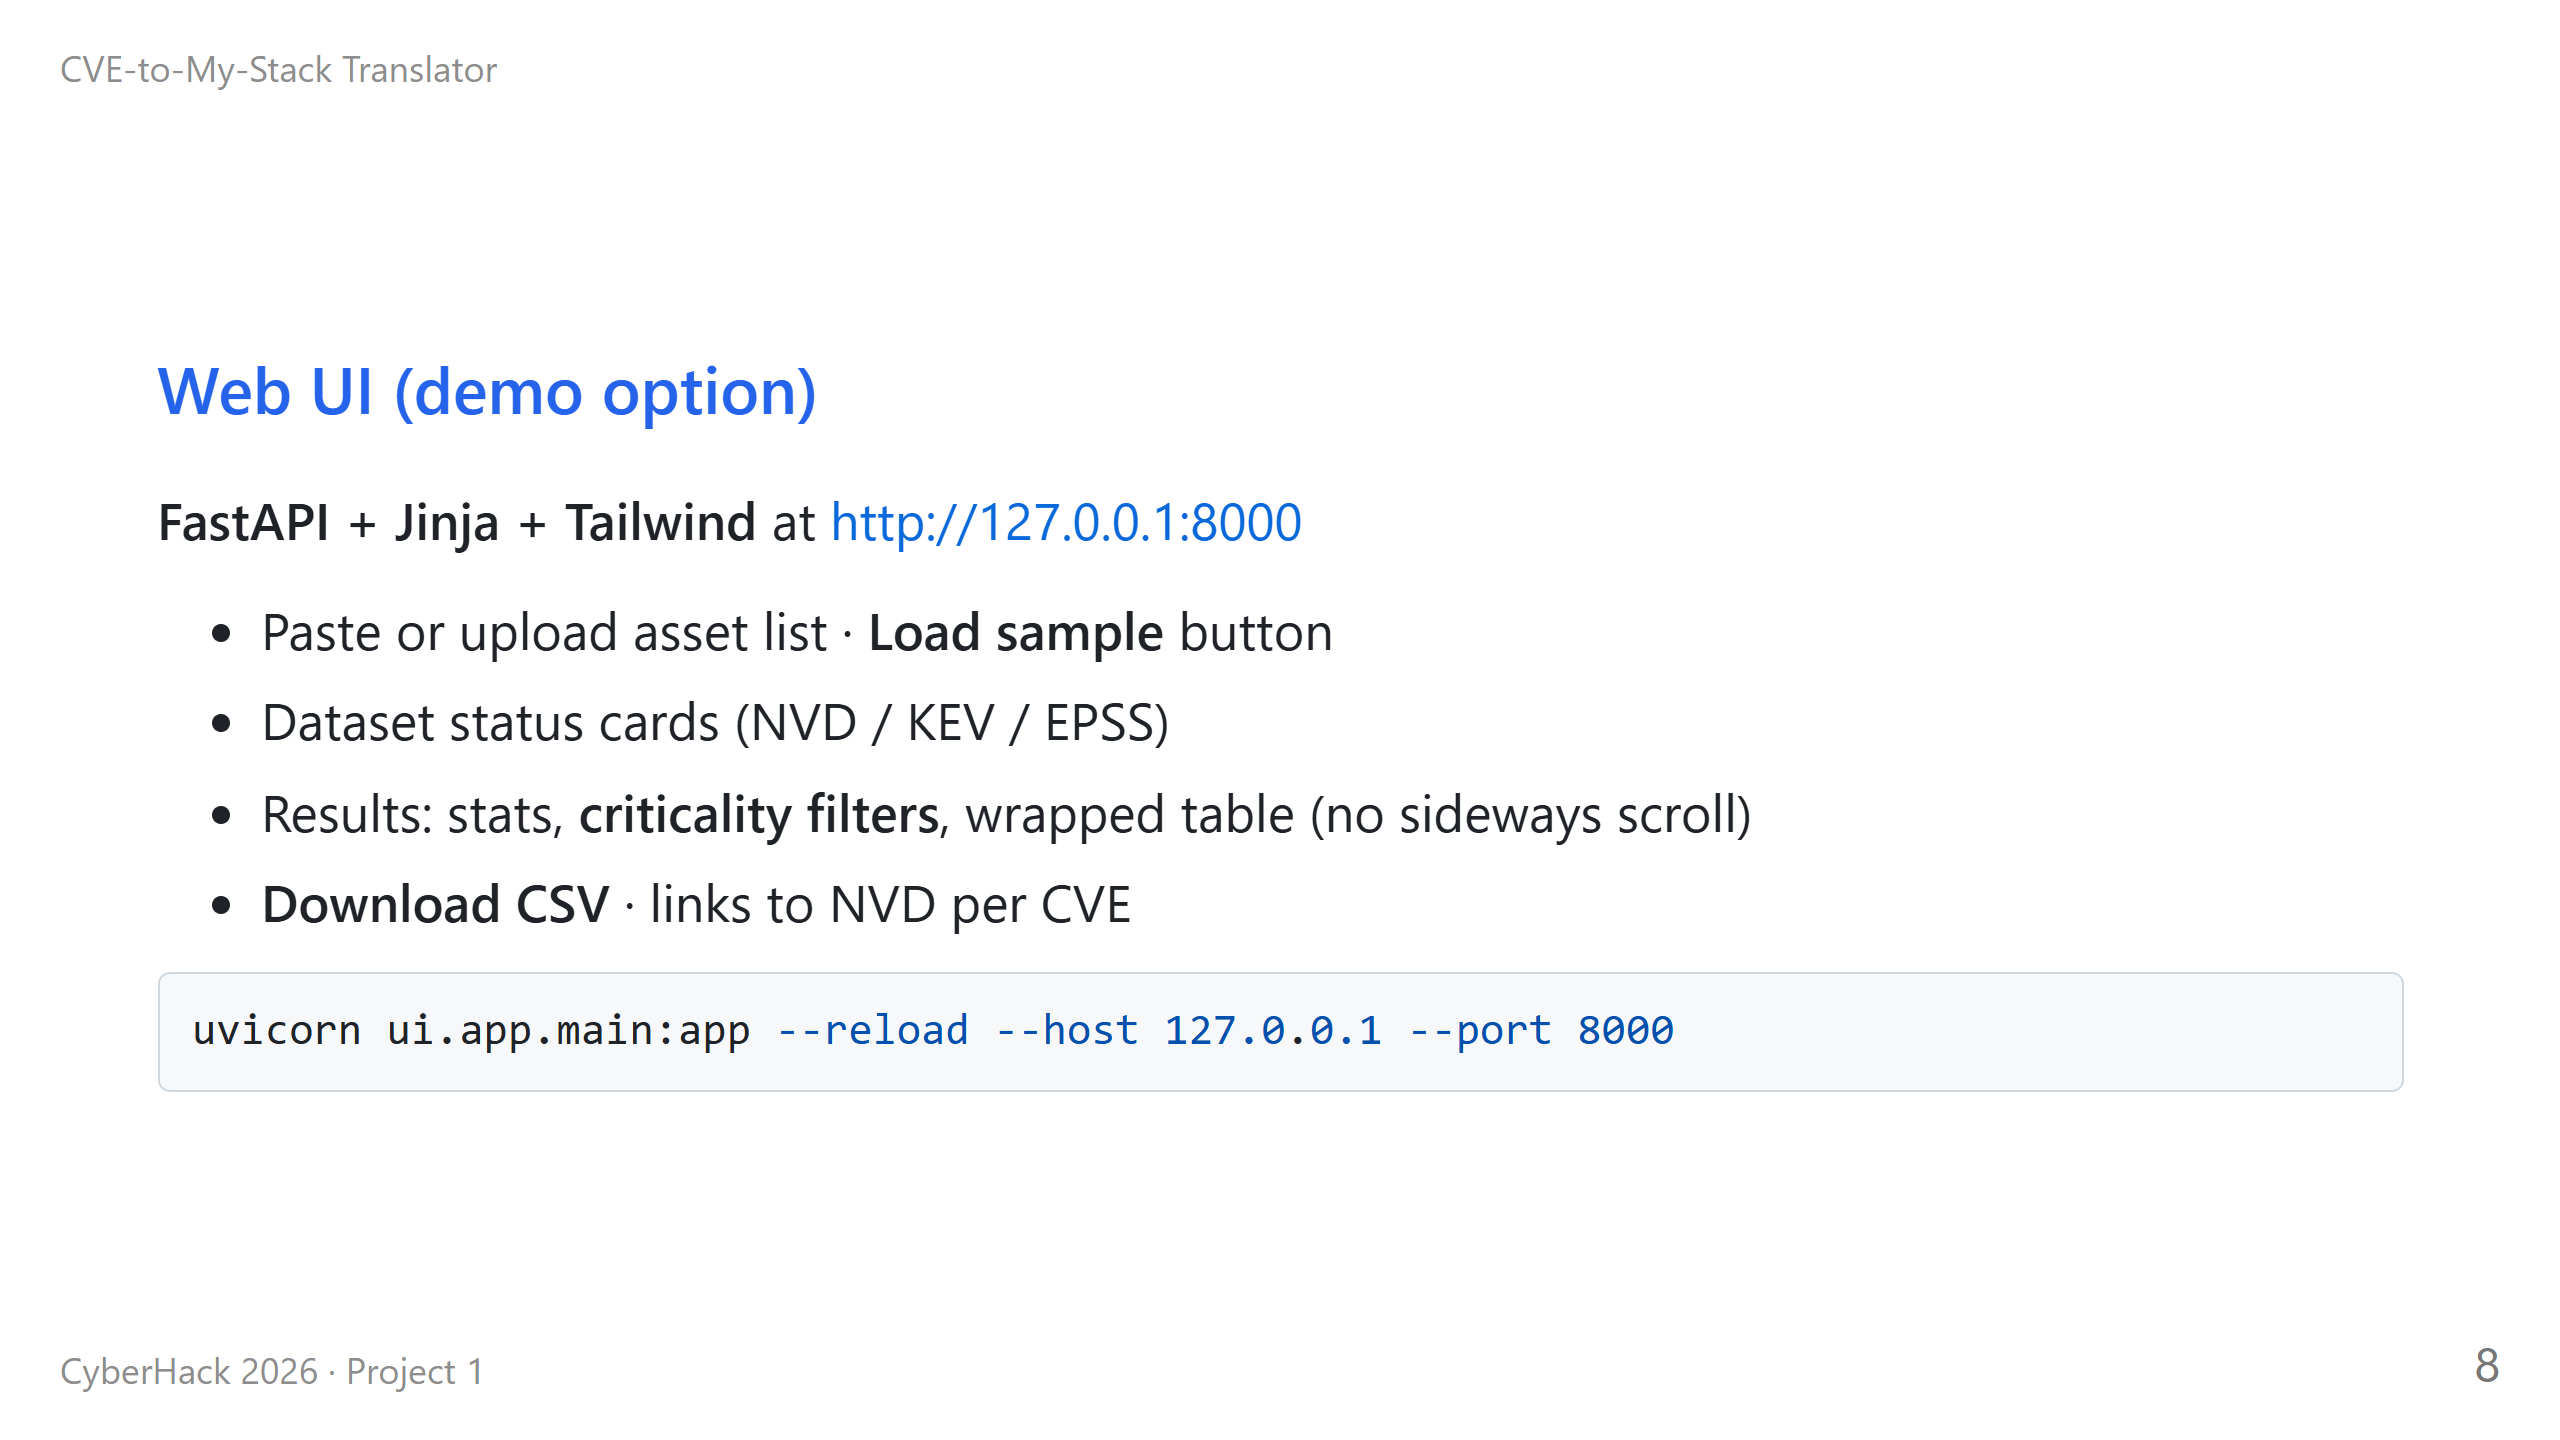 CVE-to-My-Stack Translator
Web UI (demo option)
FastAPI + Jinja + Tailwind at http://127.0.0.1:8000
• Paste or upload asset list · Load sample button
• Dataset status cards (NVD / KEV / EPSS)
• Results: stats, criticality filters, wrapped table (no sideways scroll)
• Download CSV · links to NVD per CVE
uvicorn ui.app.main:app --reload --host 127.0.0.1 --port 8000
CyberHack 2026 · Project 1
8